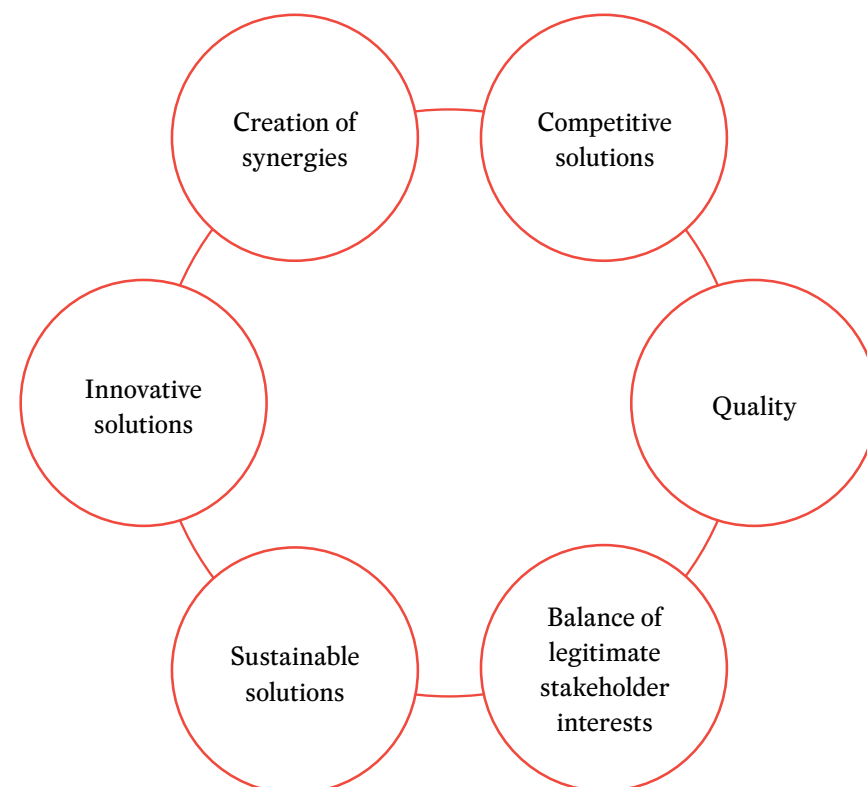 Creation of
synergies
Competitive
solutions
Innovative
solutions
Quality
Sustainable
solutions
Balance of
legitimate
stakeholder
interests